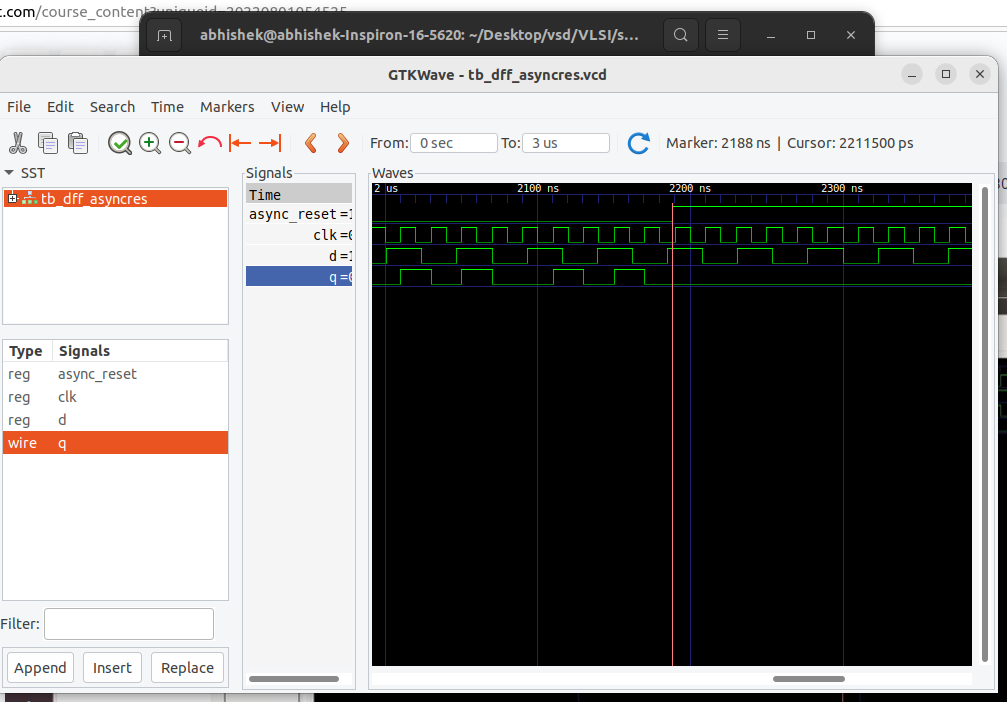 t.com/course_content?uniqueid=20230801054525
abhishek@abhishek-Inspiron-16-5620: ~/Desktop/vsd/VLSI/s...
GTKWave - tb_dff_asyncres.vcd
File Edit Search Time Markers View Help
From: 0 sec To: 3 us Marker: 2188 ns | Cursor: 2211500 ps
SST
Signals
Waves
tb_dff_asyncres
Time
2 us 2100 ns 2200 ns 2300 ns
async_reset =1
clk =0
d =1
q =0
Type Signals
reg async_reset
reg clk
reg d
wire q
Filter:
Append Insert Replace